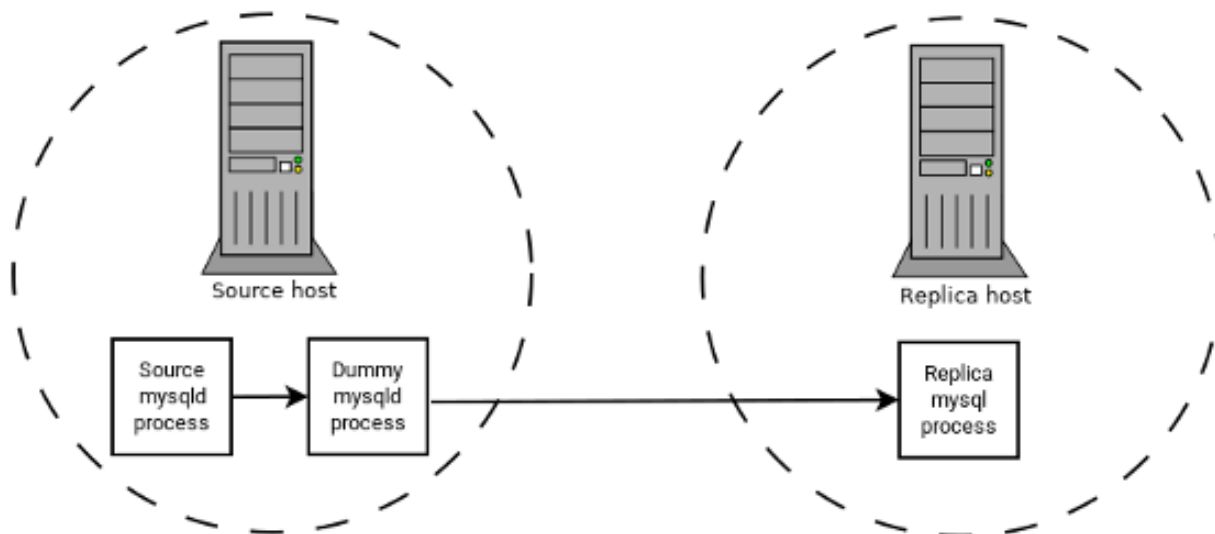 Source host
Replica host
Source
mysqld
process
Dummy
mysqld
process
Replica
mysql
process